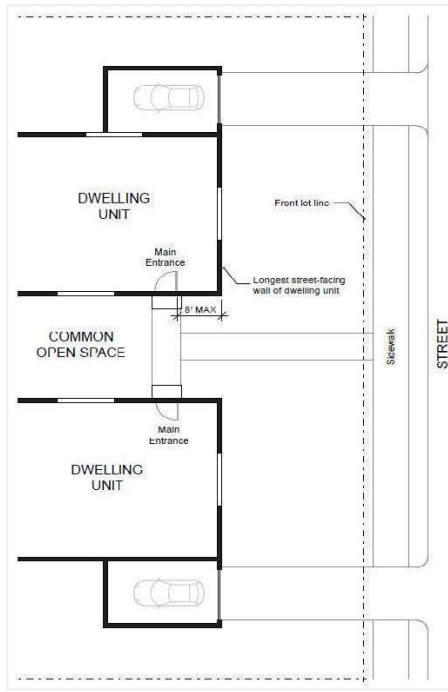 DWELLING
UNIT
Front lot line
Main
Entrance
Longest street-facing
wall of dwelling unit
8' MAX
COMMON
OPEN SPACE
Sidewalk
STREET
Main
Entrance
DWELLING
UNIT